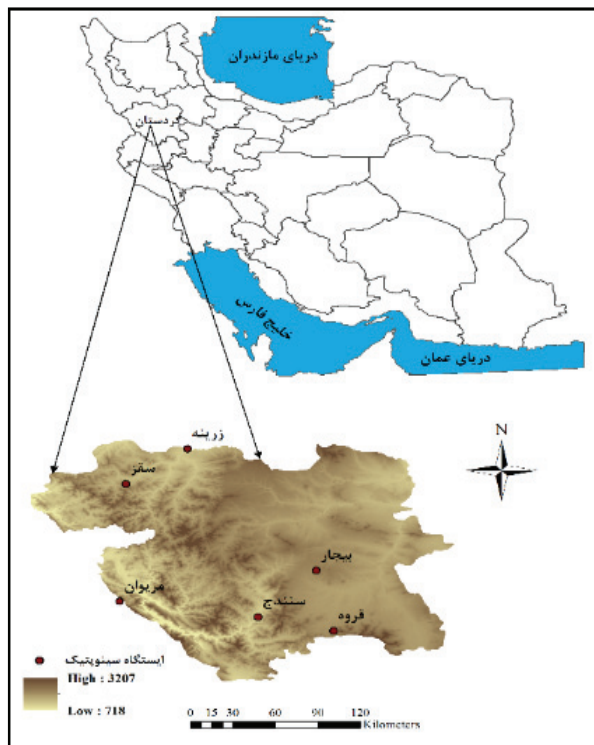 دریای مازندران
کردستان
خلیج فارس
دریای عمان
زرینه
سقز
N
بیجار
مریوان
سنندج
قروه
ایستگاه سینوپتیک
High : 3207
Low : 718
0 15 30 60 90 120
Kilometers